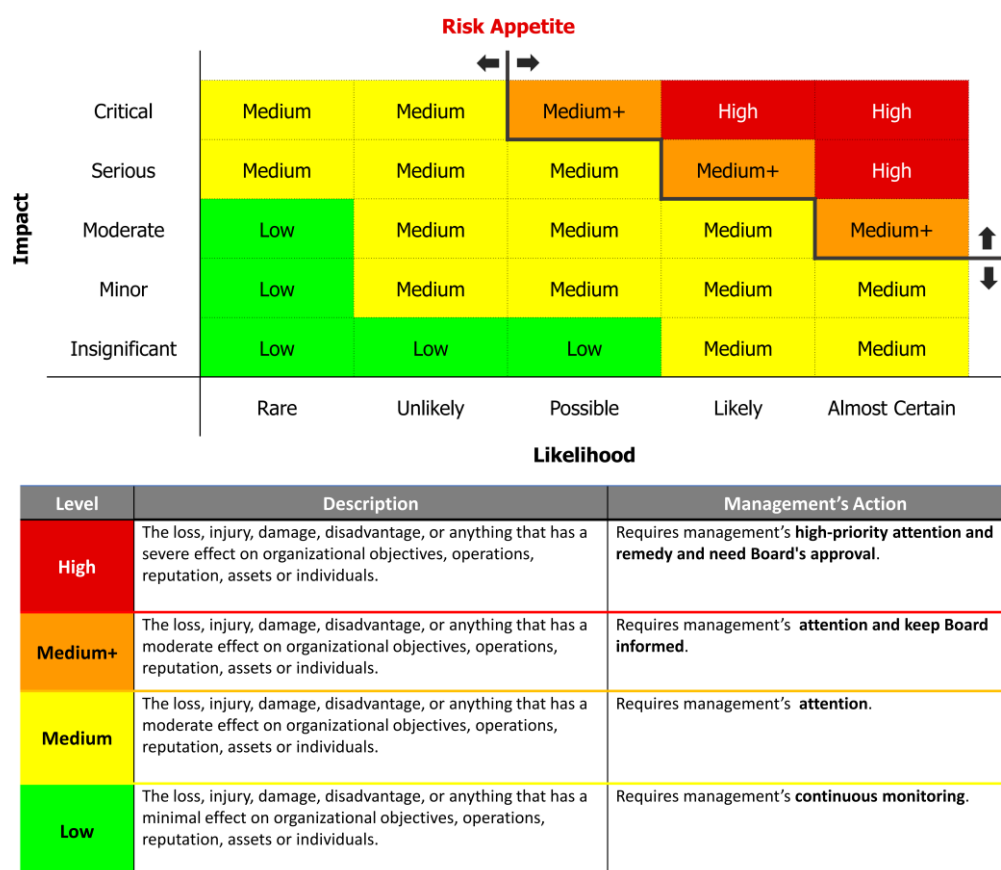 Risk Appetite
Impact
Critical Medium Medium Medium+ High High
Serious Medium Medium Medium Medium+ High
Moderate Low Medium Medium Medium Medium+
Minor Low Medium Medium Medium Medium
Insignificant Low Low Low Medium Medium
Rare Unlikely Possible Likely Almost Certain
Likelihood
Level Description Management's Action
High
The loss, injury, damage, disadvantage, or anything that has a
severe effect on organizational objectives, operations,
reputation, assets or individuals.
Requires management's high-priority attention and
remedy and need Board's approval.
Medium+
The loss, injury, damage, disadvantage, or anything that has a
moderate effect on organizational objectives, operations,
reputation, assets or individuals.
Requires management's attention and keep Board
informed.
Medium
The loss, injury, damage, disadvantage, or anything that has a
moderate effect on organizational objectives, operations,
reputation, assets or individuals.
Requires management's attention.
Low
The loss, injury, damage, disadvantage, or anything that has a
minimal effect on organizational objectives, operations,
reputation, assets or individuals.
Requires management's continuous monitoring.